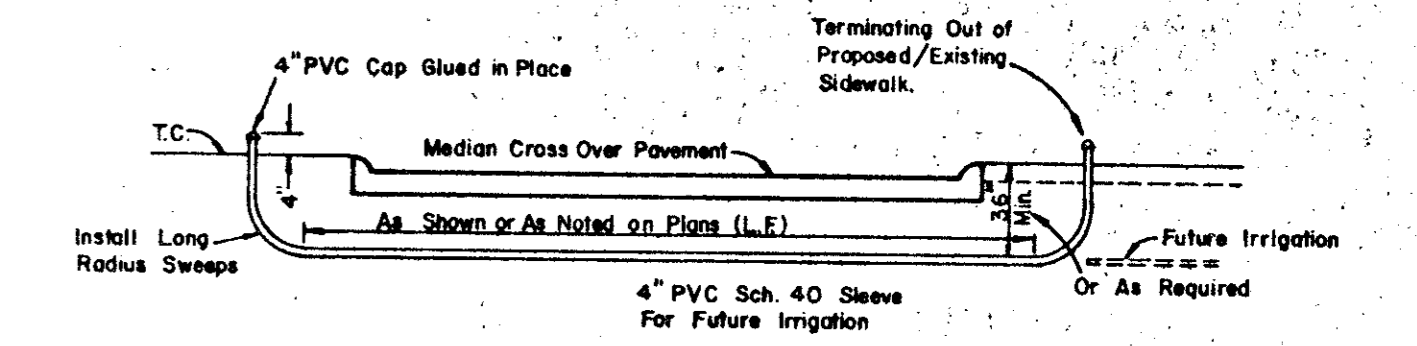 Terminating Out of
Proposed/Existing
Sidewalk.
4" PVC Cap Glued in Place
T.C.
Median Cross Over Pavement
4"
36"
Min.
As Shown or As Noted on Plans (L.F.)
Install Long
Radius Sweeps
Future Irrigation
Or As Required
4" PVC Sch. 40 Sleeve
For Future Irrigation